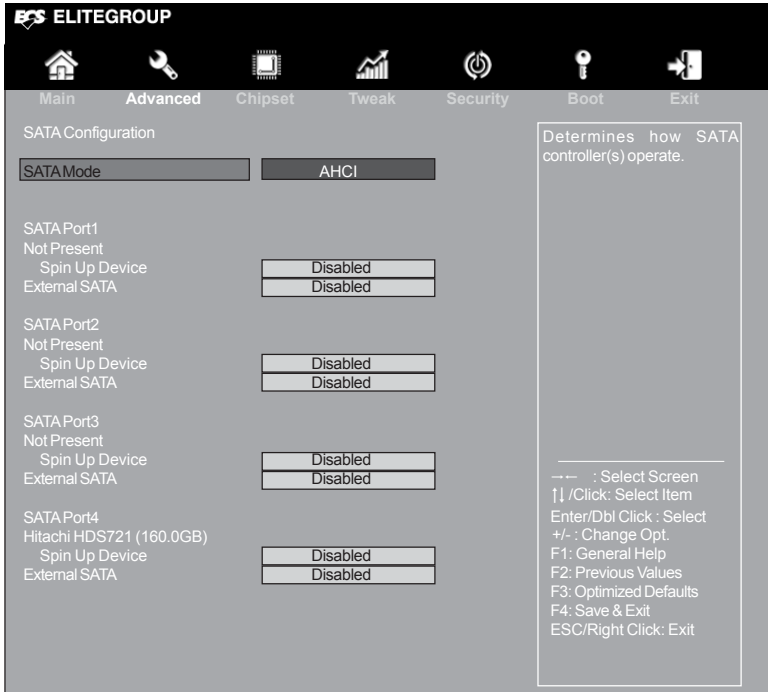 ECS ELITEGROUP
Main Advanced Chipset Tweak Security Boot Exit
SATA Configuration
SATA Mode AHCI
SATA Port1
Not Present
Spin Up Device Disabled
External SATA Disabled
SATA Port2
Not Present
Spin Up Device Disabled
External SATA Disabled
SATA Port3
Not Present
Spin Up Device Disabled
External SATA Disabled
SATA Port4
Hitachi HDS721 (160.0GB)
Spin Up Device Disabled
External SATA Disabled
Determines how SATA
controller(s) operate.
→← : Select Screen
↑↓/Click: Select Item
Enter/Dbl Click : Select
+/- : Change Opt.
F1: General Help
F2: Previous Values
F3: Optimized Defaults
F4: Save & Exit
ESC/Right Click: Exit